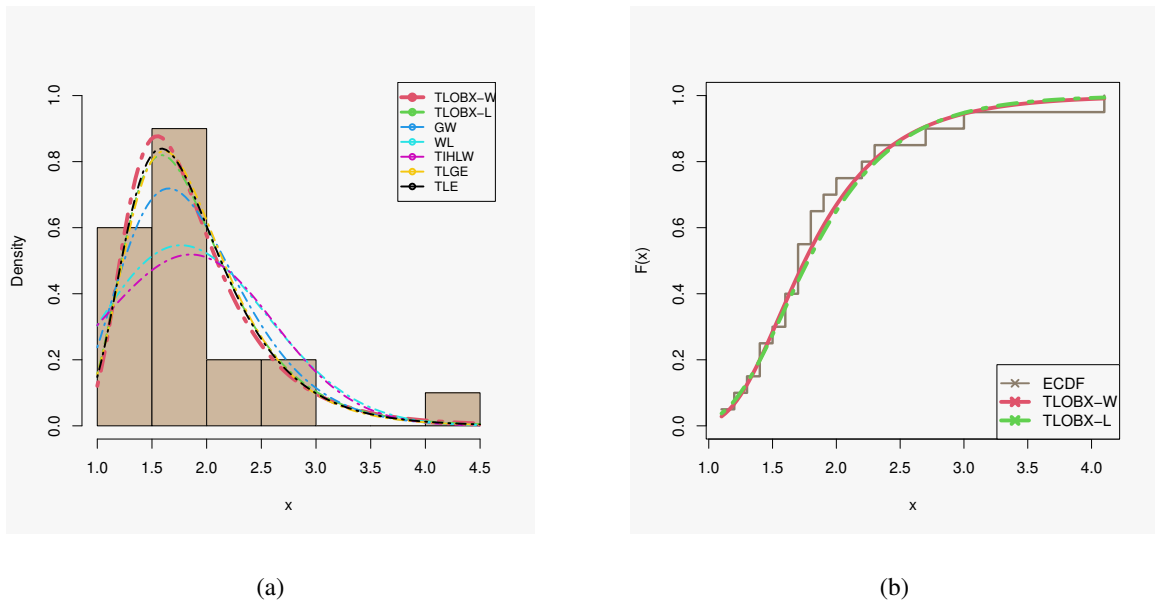 Density
0.0 0.2 0.4 0.6 0.8 1.0
TLOBX−W
TLOBX−L
GW
WL
TIHLW
TLGE
TLE
1.0 1.5 2.0 2.5 3.0 3.5 4.0 4.5
x
(a)
F(x)
0.0 0.2 0.4 0.6 0.8 1.0
ECDF
TLOBX−W
TLOBX−L
1.0 1.5 2.0 2.5 3.0 3.5 4.0
x
(b)